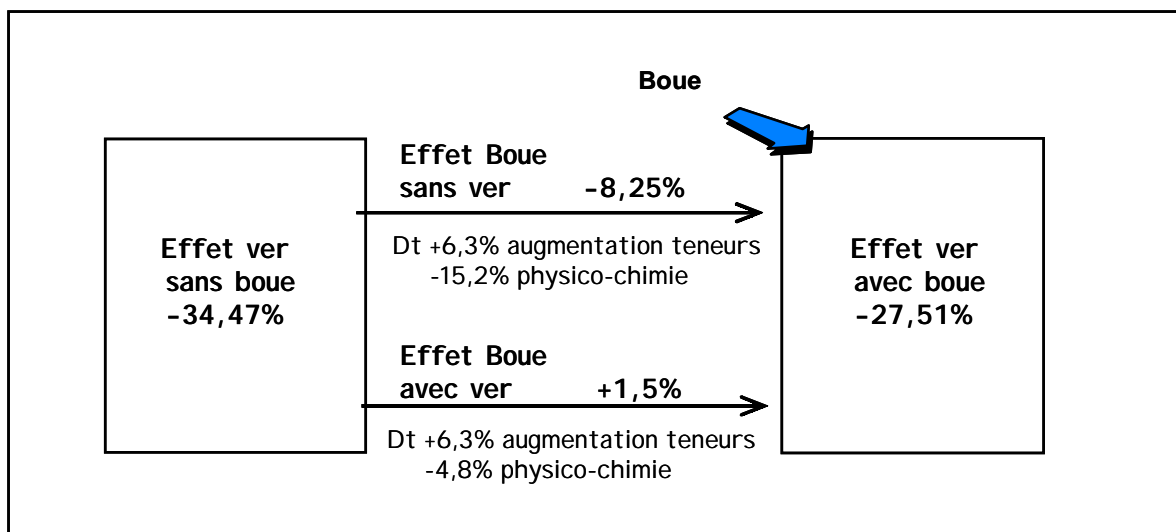 Boue
Effet Boue
sans ver -8,25%
Dt +6,3% augmentation teneurs
-15,2% physico-chimie
Effet ver
sans boue
-34,47%
Effet ver
avec boue
-27,51%
Effet Boue
avec ver +1,5%
Dt +6,3% augmentation teneurs
-4,8% physico-chimie